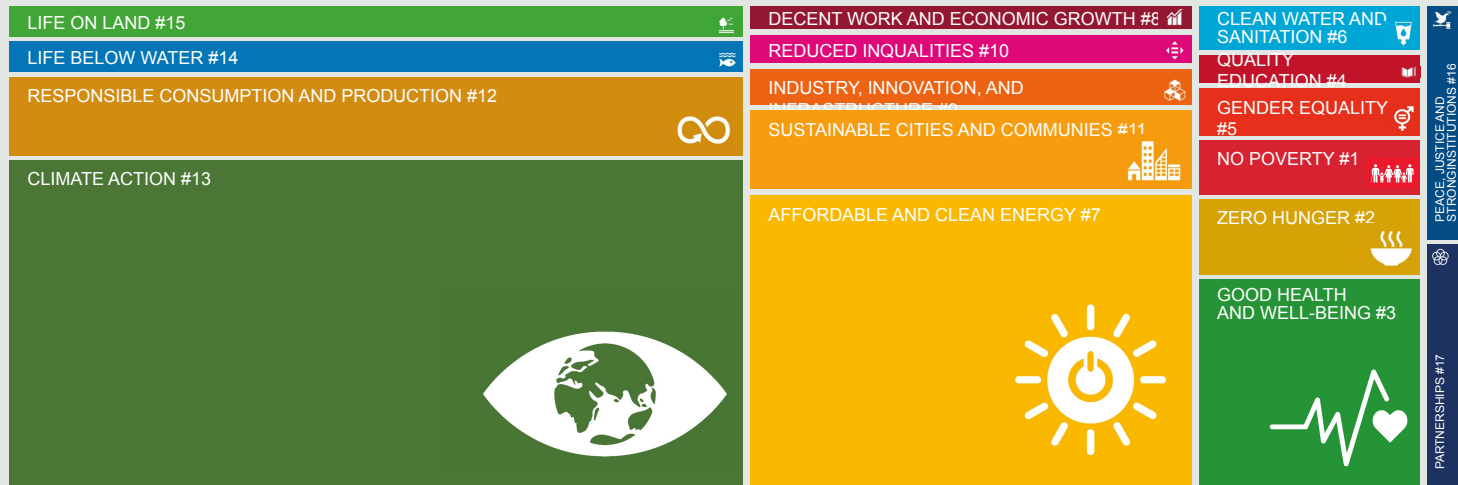 LIFE ON LAND #15
LIFE BELOW WATER #14
RESPONSIBLE CONSUMPTION AND PRODUCTION #12
CLIMATE ACTION #13
DECENT WORK AND ECONOMIC GROWTH #8
REDUCED INQUALITIES #10
INDUSTRY, INNOVATION, AND
INFRASTRUCTURE #9
SUSTAINABLE CITIES AND COMMUNIES #11
AFFORDABLE AND CLEAN ENERGY #7
CLEAN WATER AND
SANITATION #6
QUALITY
EDUCATION #4
GENDER EQUALITY
#5
NO POVERTY #1
ZERO HUNGER #2
GOOD HEALTH
AND WELL-BEING #3
PEACE, JUSTICE AND
STRONGINSTITUTIONS #16
PARTNERSHIPS #17